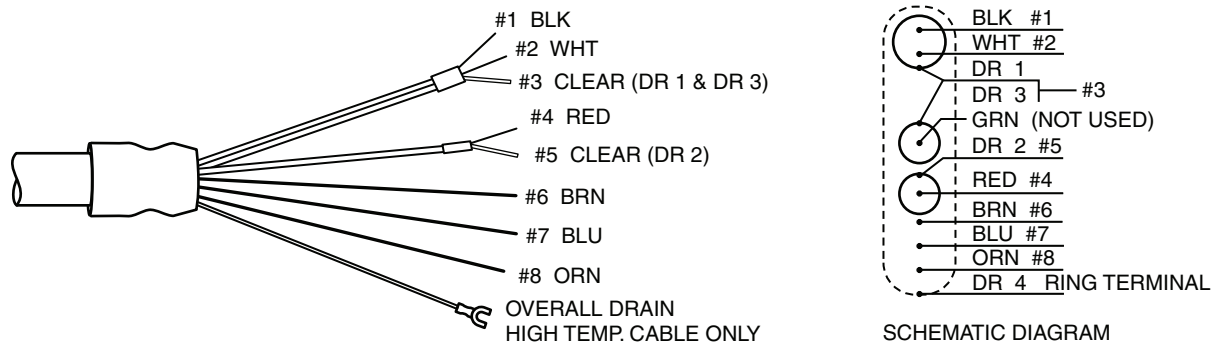 #1 BLK
#2 WHT
#3 CLEAR (DR 1 & DR 3)
#4 RED
#5 CLEAR (DR 2)
#6 BRN
#7 BLU
#8 ORN
OVERALL DRAIN
HIGH TEMP. CABLE ONLY
BLK #1
WHT #2
DR 1
DR 3
#3
GRN (NOT USED)
DR 2 #5
RED #4
BRN #6
BLU #7
ORN #8
DR 4 RING TERMINAL
SCHEMATIC DIAGRAM